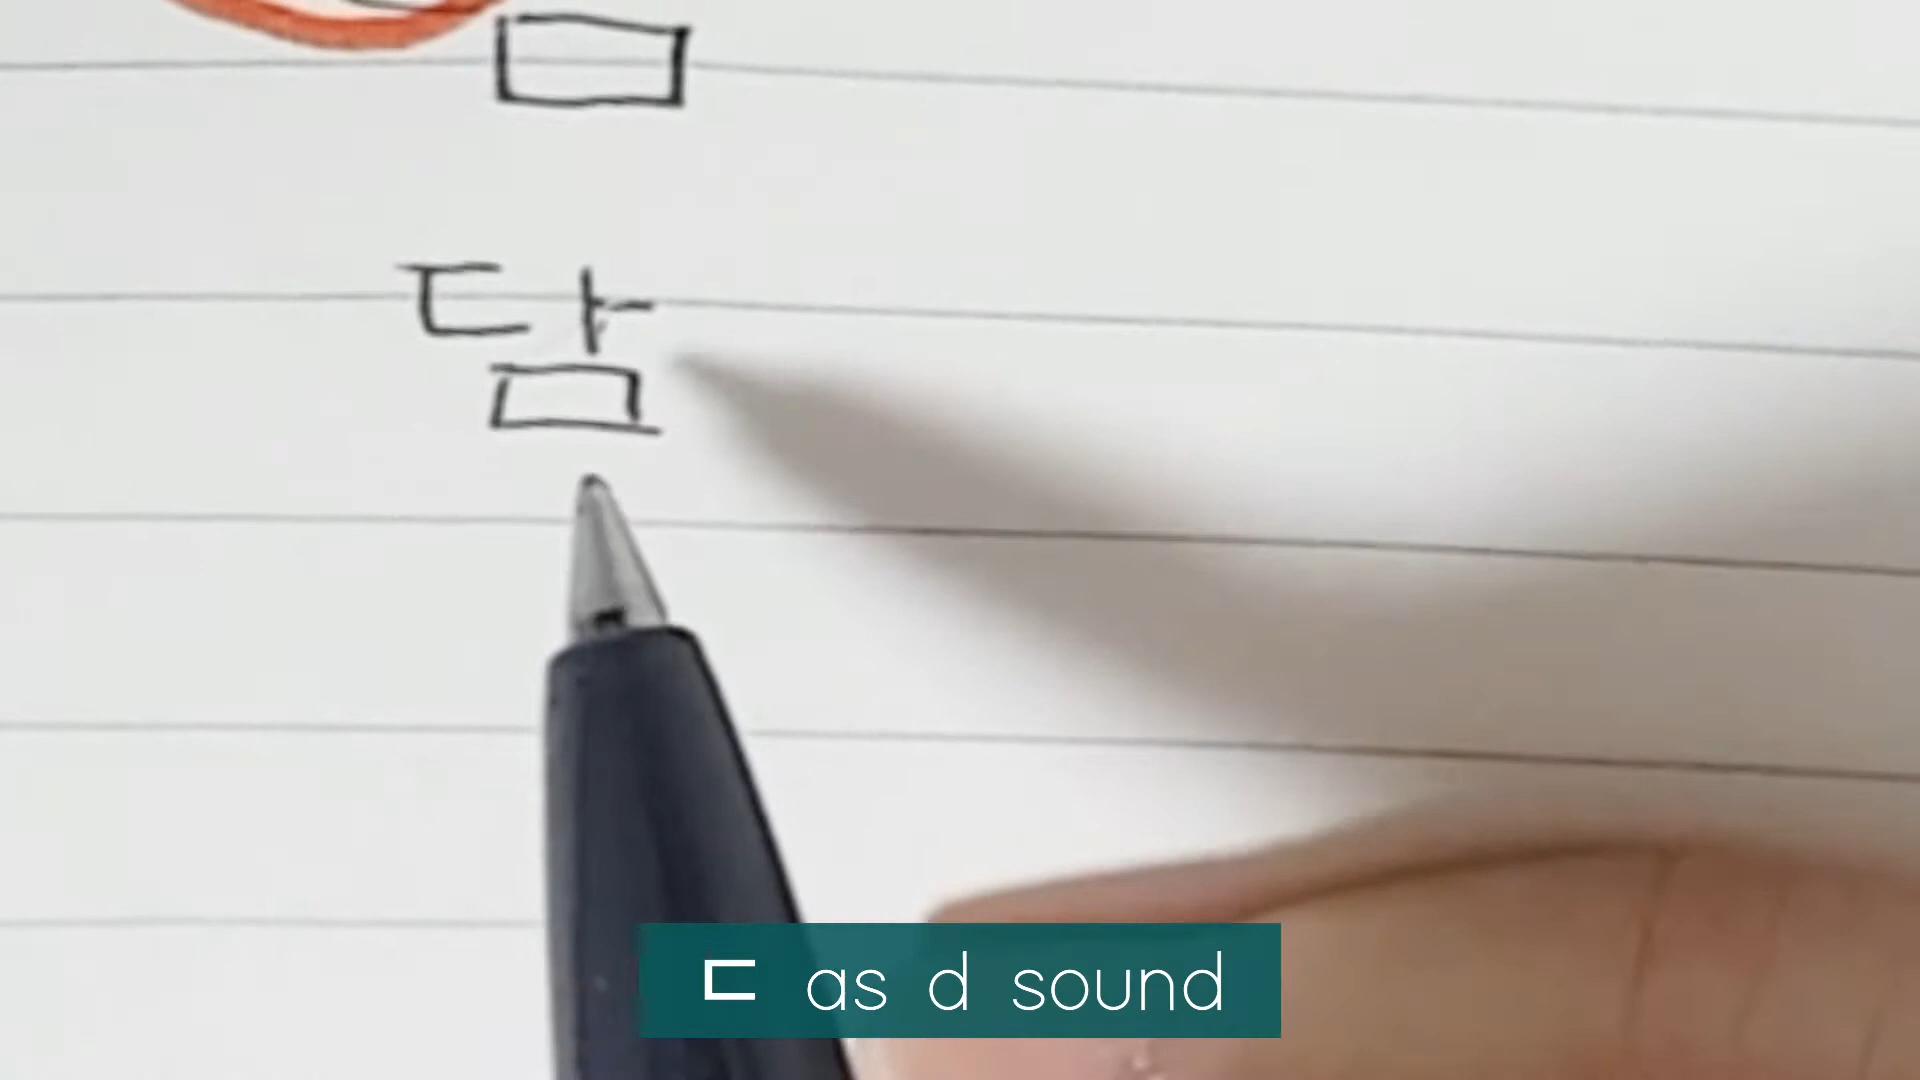 ㅁ
담
ㄷ as d sound